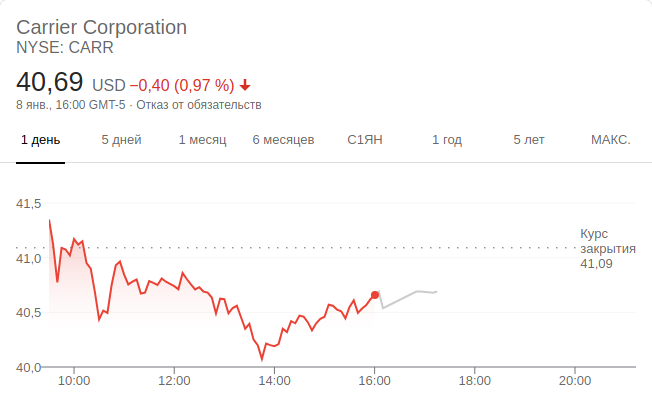 Carrier Corporation
NYSE: CARR
40,69 USD −0,40 (0,97 %)
8 янв., 16:00 GMT-5 · Отказ от обязательств
1 день 5 дней 1 месяц 6 месяцев С1ЯН 1 год 5 лет МАКС.
41,5
Курс
закрытия
41,09
41,0
40,5
40,0
10:00 12:00 14:00 16:00 18:00 20:00